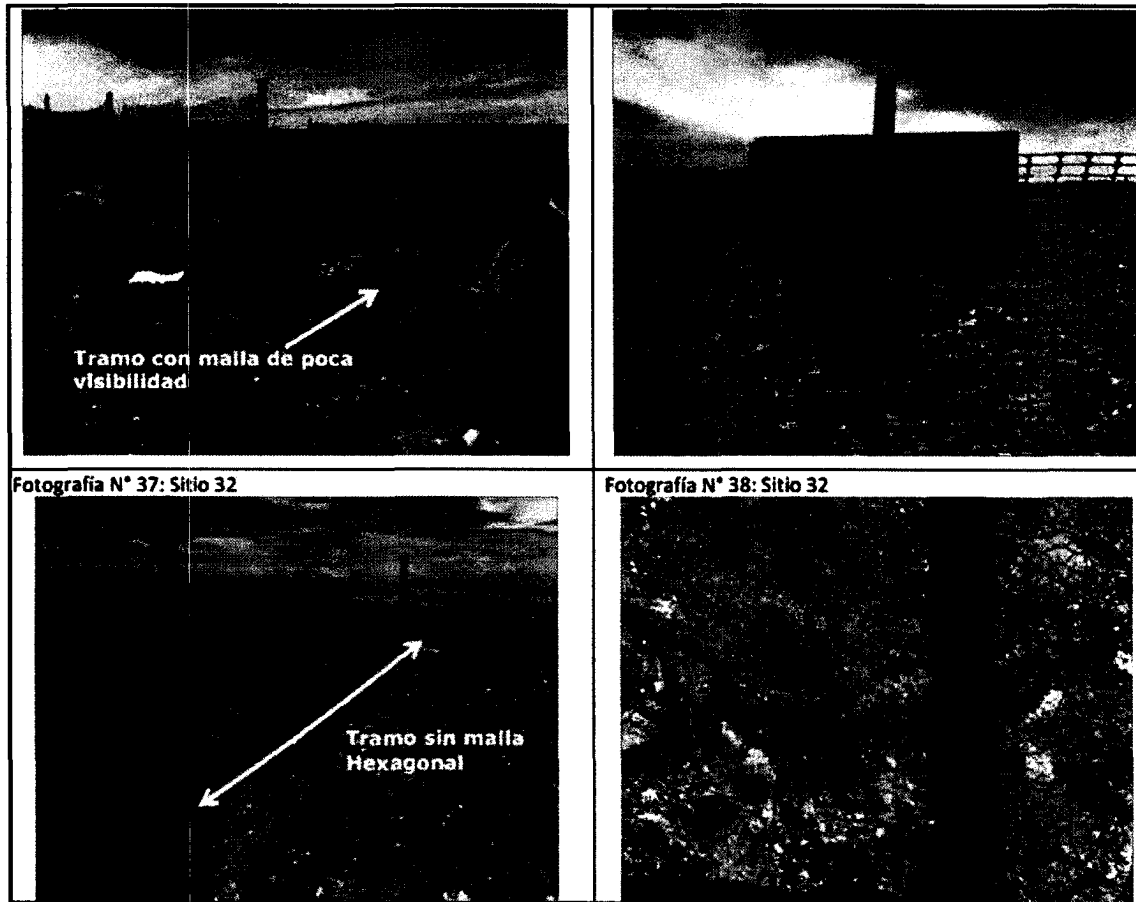 Tramo con malla de poca
visibilidad
Fotografía N° 37: Sitio 32
Fotografía N° 38: Sitio 32
Tramo sin malla
Hexagonal